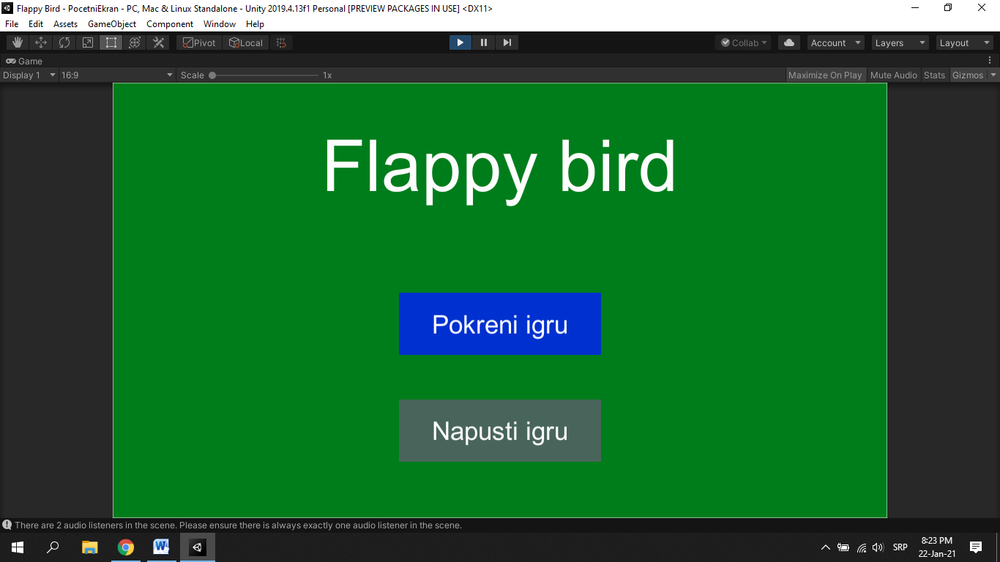 Flappy Bird - PocetniEkran - PC, Mac & Linux Standalone - Unity 2019.4.13f1 Personal [PREVIEW PACKAGES IN USE] <DX11>
File Edit Assets GameObject Component Window Help
Pivot Local Collab Account Layers Layout
Game
Display 1 16:9 Scale 1x Maximize On Play Mute Audio Stats Gizmos
Flappy bird
Pokreni igru
Napusti igru
There are 2 audio listeners in the scene. Please ensure there is always exactly one audio listener in the scene.
SRP
8:23 PM
22-Jan-21